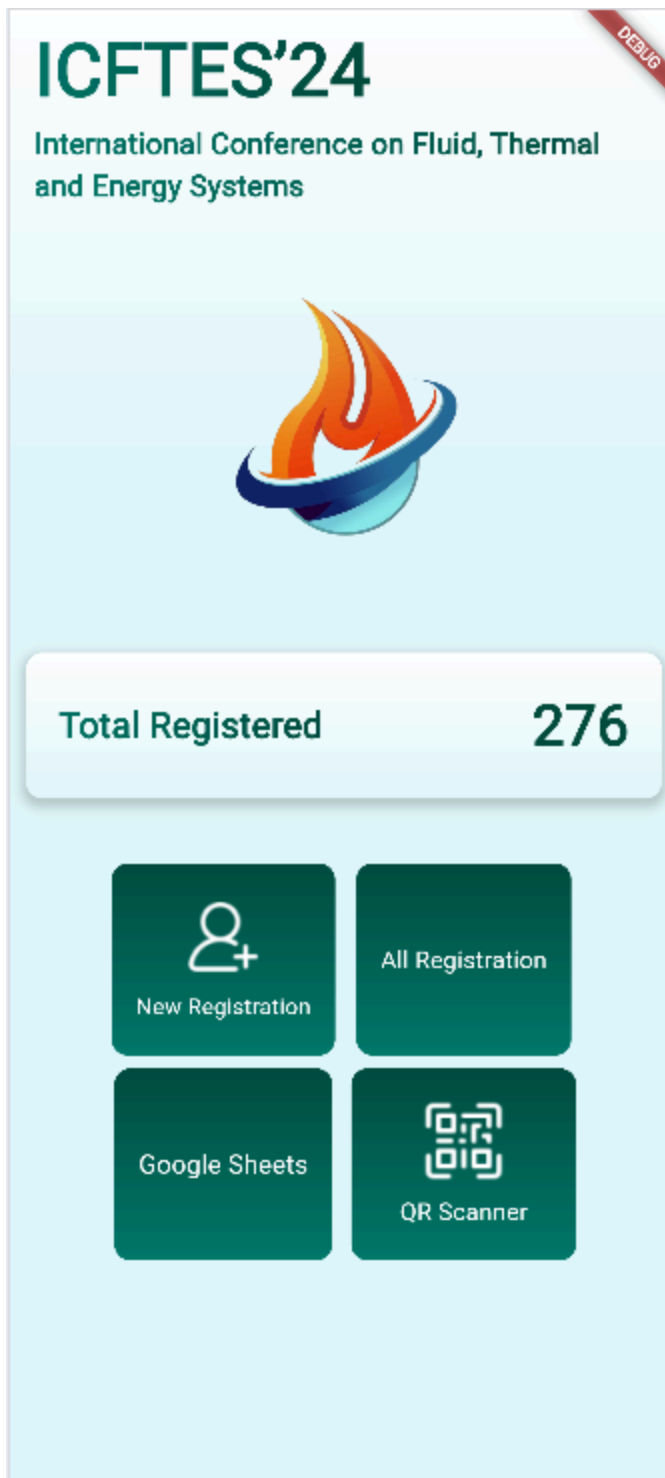 ICFTES’24
DEBUG
International Conference on Fluid, Thermal
and Energy Systems
Total Registered
276
New Registration
All Registration
Google Sheets
QR Scanner